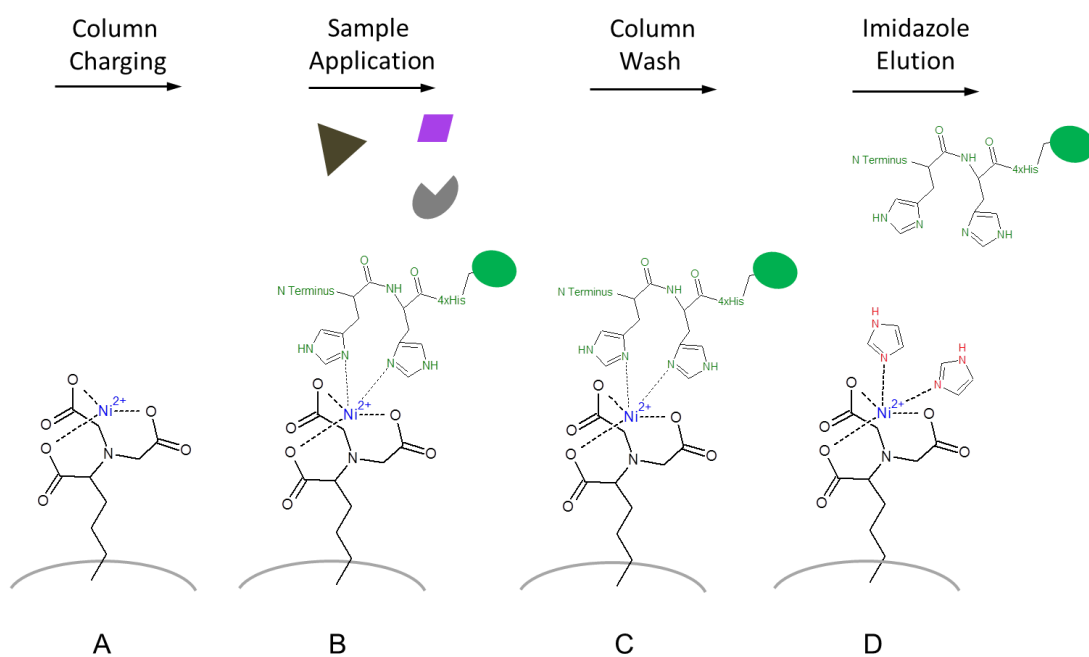 Column
Charging
Sample
Application
Column
Wash
Imidazole
Elution
O
N Terminus
NH
O
4xHis
HN
N
N
NH
O
N Terminus
NH
O
4xHis
HN
N
N
NH
O
N Terminus
NH
O
4xHis
HN
N
N
NH
H
N
N
H
N
N
O
O
Ni2+
O
O
N
O
O
O
O
Ni2+
O
O
N
O
O
O
O
Ni2+
O
O
N
O
O
O
O
Ni2+
O
O
N
O
O
A
B
C
D